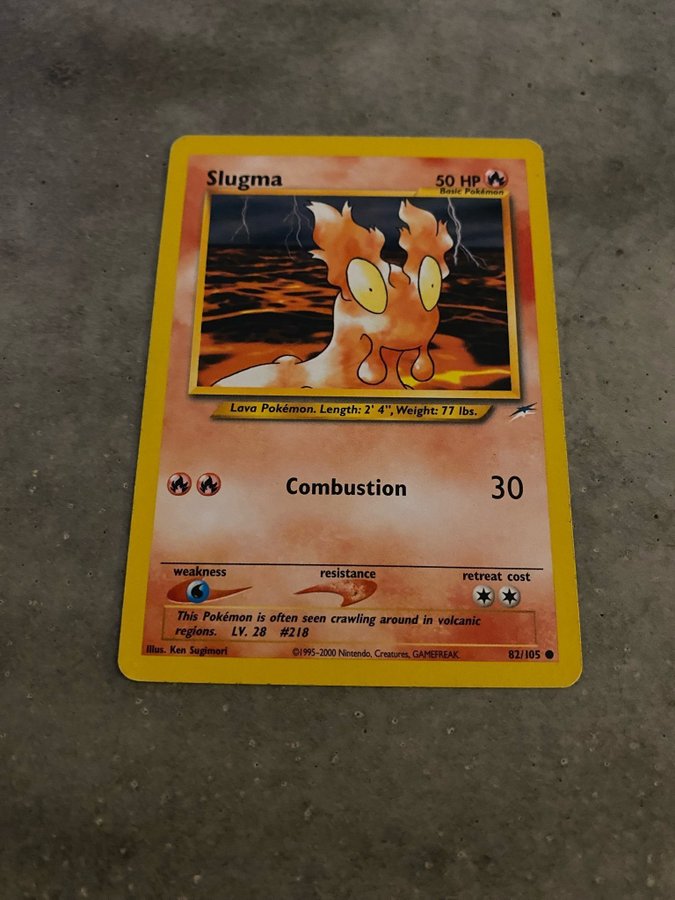 Slugma
50 HP
Basic Pokémon
Lava Pokémon. Length: 2' 4", Weight: 77 lbs.
Combustion 30
weakness resistance retreat cost
This Pokémon is often seen crawling around in volcanic
regions. LV. 28 #218
Illus. Ken Sugimori ©1995-2000 Nintendo, Creatures, GAMEFREAK. 82/105